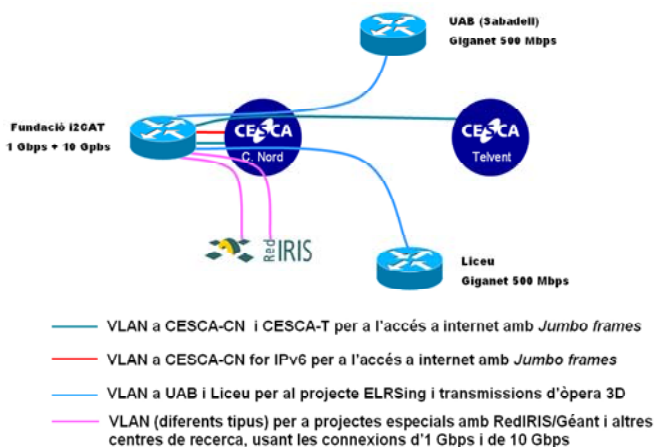 UAB (Sabadell)
Giganet 500 Mbps
Fundació i2CAT
1 Gbps + 10 Gpbs
CESCA
C. Nord
CESCA
Telvent
Red IRIS
Liceu
Giganet 500 Mbps
VLAN a CESCA-CN i CESCA-T per a l'accés a internet amb Jumbo frames
VLAN a CESCA-CN for IPv6 per a l'accés a internet amb Jumbo frames
VLAN a UAB i Liceu per al projecte ELRSing i transmissions d'òpera 3D
VLAN (diferents tipus) per a projectes especials amb RedIRIS/Géant i altres
centres de recerca, usant les connexions d'1 Gbps i de 10 Gbps